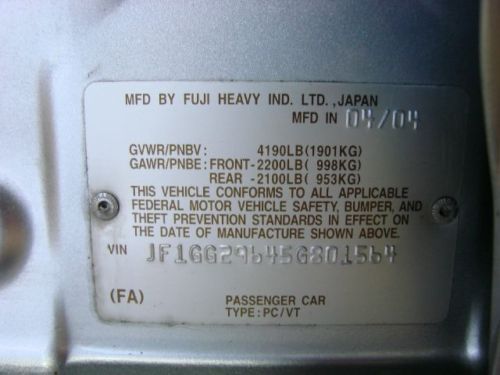 MFD BY FUJI HEAVY IND. LTD.,JAPAN
MFD IN 04/04
GVWR/PNBV: 4190LB(1901KG)
GAWR/PNBE: FRONT-2200LB( 998KG)
REAR -2100LB( 953KG)
THIS VEHICLE CONFORMS TO ALL APPLICABLE
FEDERAL MOTOR VEHICLE SAFETY, BUMPER, AND
THEFT PREVENTION STANDARDS IN EFFECT ON
THE DATE OF MANUFACTURE SHOWN ABOVE.
VIN JF1GG29645G801564
(FA) PASSENGER CAR
TYPE: PC/VT